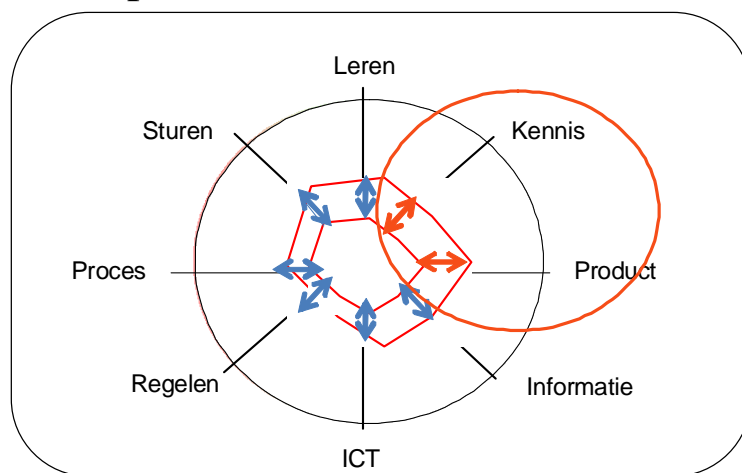 Leren
Sturen
Kennis
Proces
Product
Regelen
Informatie
ICT